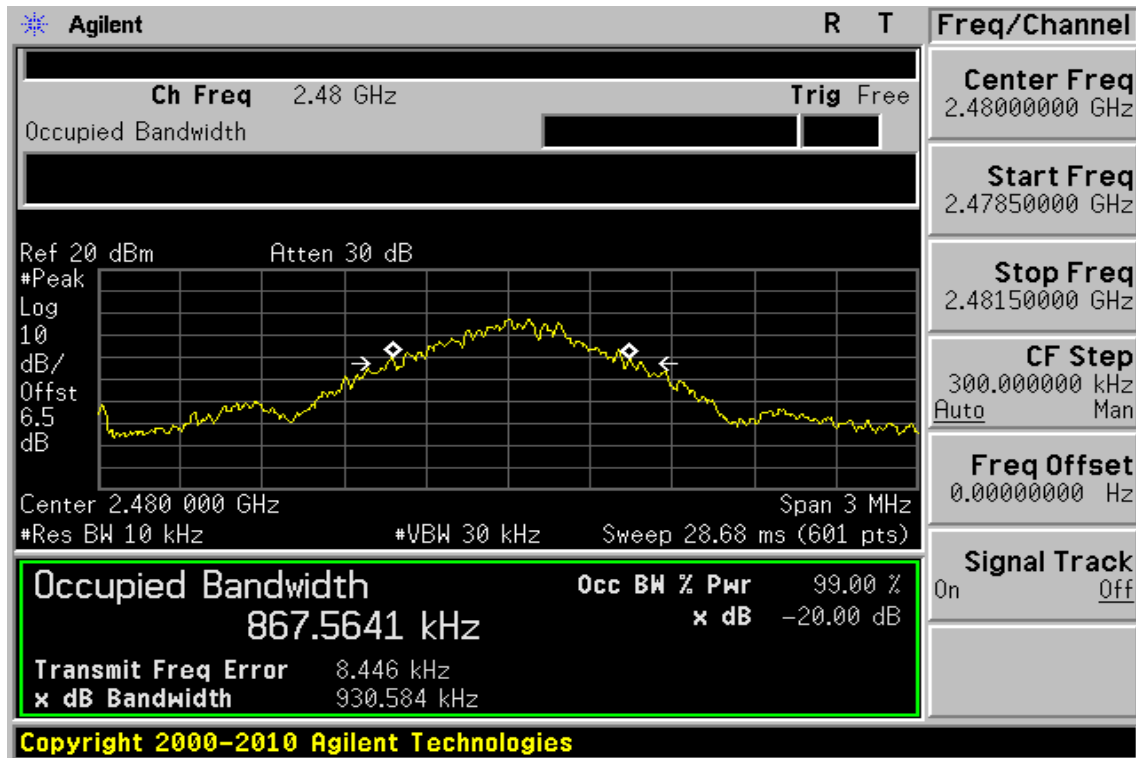 Agilent R T
Ch Freq 2.48 GHz Trig Free
Occupied Bandwidth
Ref 20 dBm Atten 30 dB
#Peak
Log
10
dB/
Offst
6.5
dB
Center 2.480 000 GHz Span 3 MHz
#Res BW 10 kHz #VBW 30 kHz Sweep 28.68 ms (601 pts)
Occupied Bandwidth
867.5641 kHz
Occ BW % Pwr 99.00 %
x dB -20.00 dB
Transmit Freq Error 8.446 kHz
x dB Bandwidth 930.584 kHz
Copyright 2000-2010 Agilent Technologies
Freq/Channel
Center Freq
2.48000000 GHz
Start Freq
2.47850000 GHz
Stop Freq
2.48150000 GHz
CF Step
300.000000 kHz
Auto Man
Freq Offset
0.00000000 Hz
Signal Track
On Off